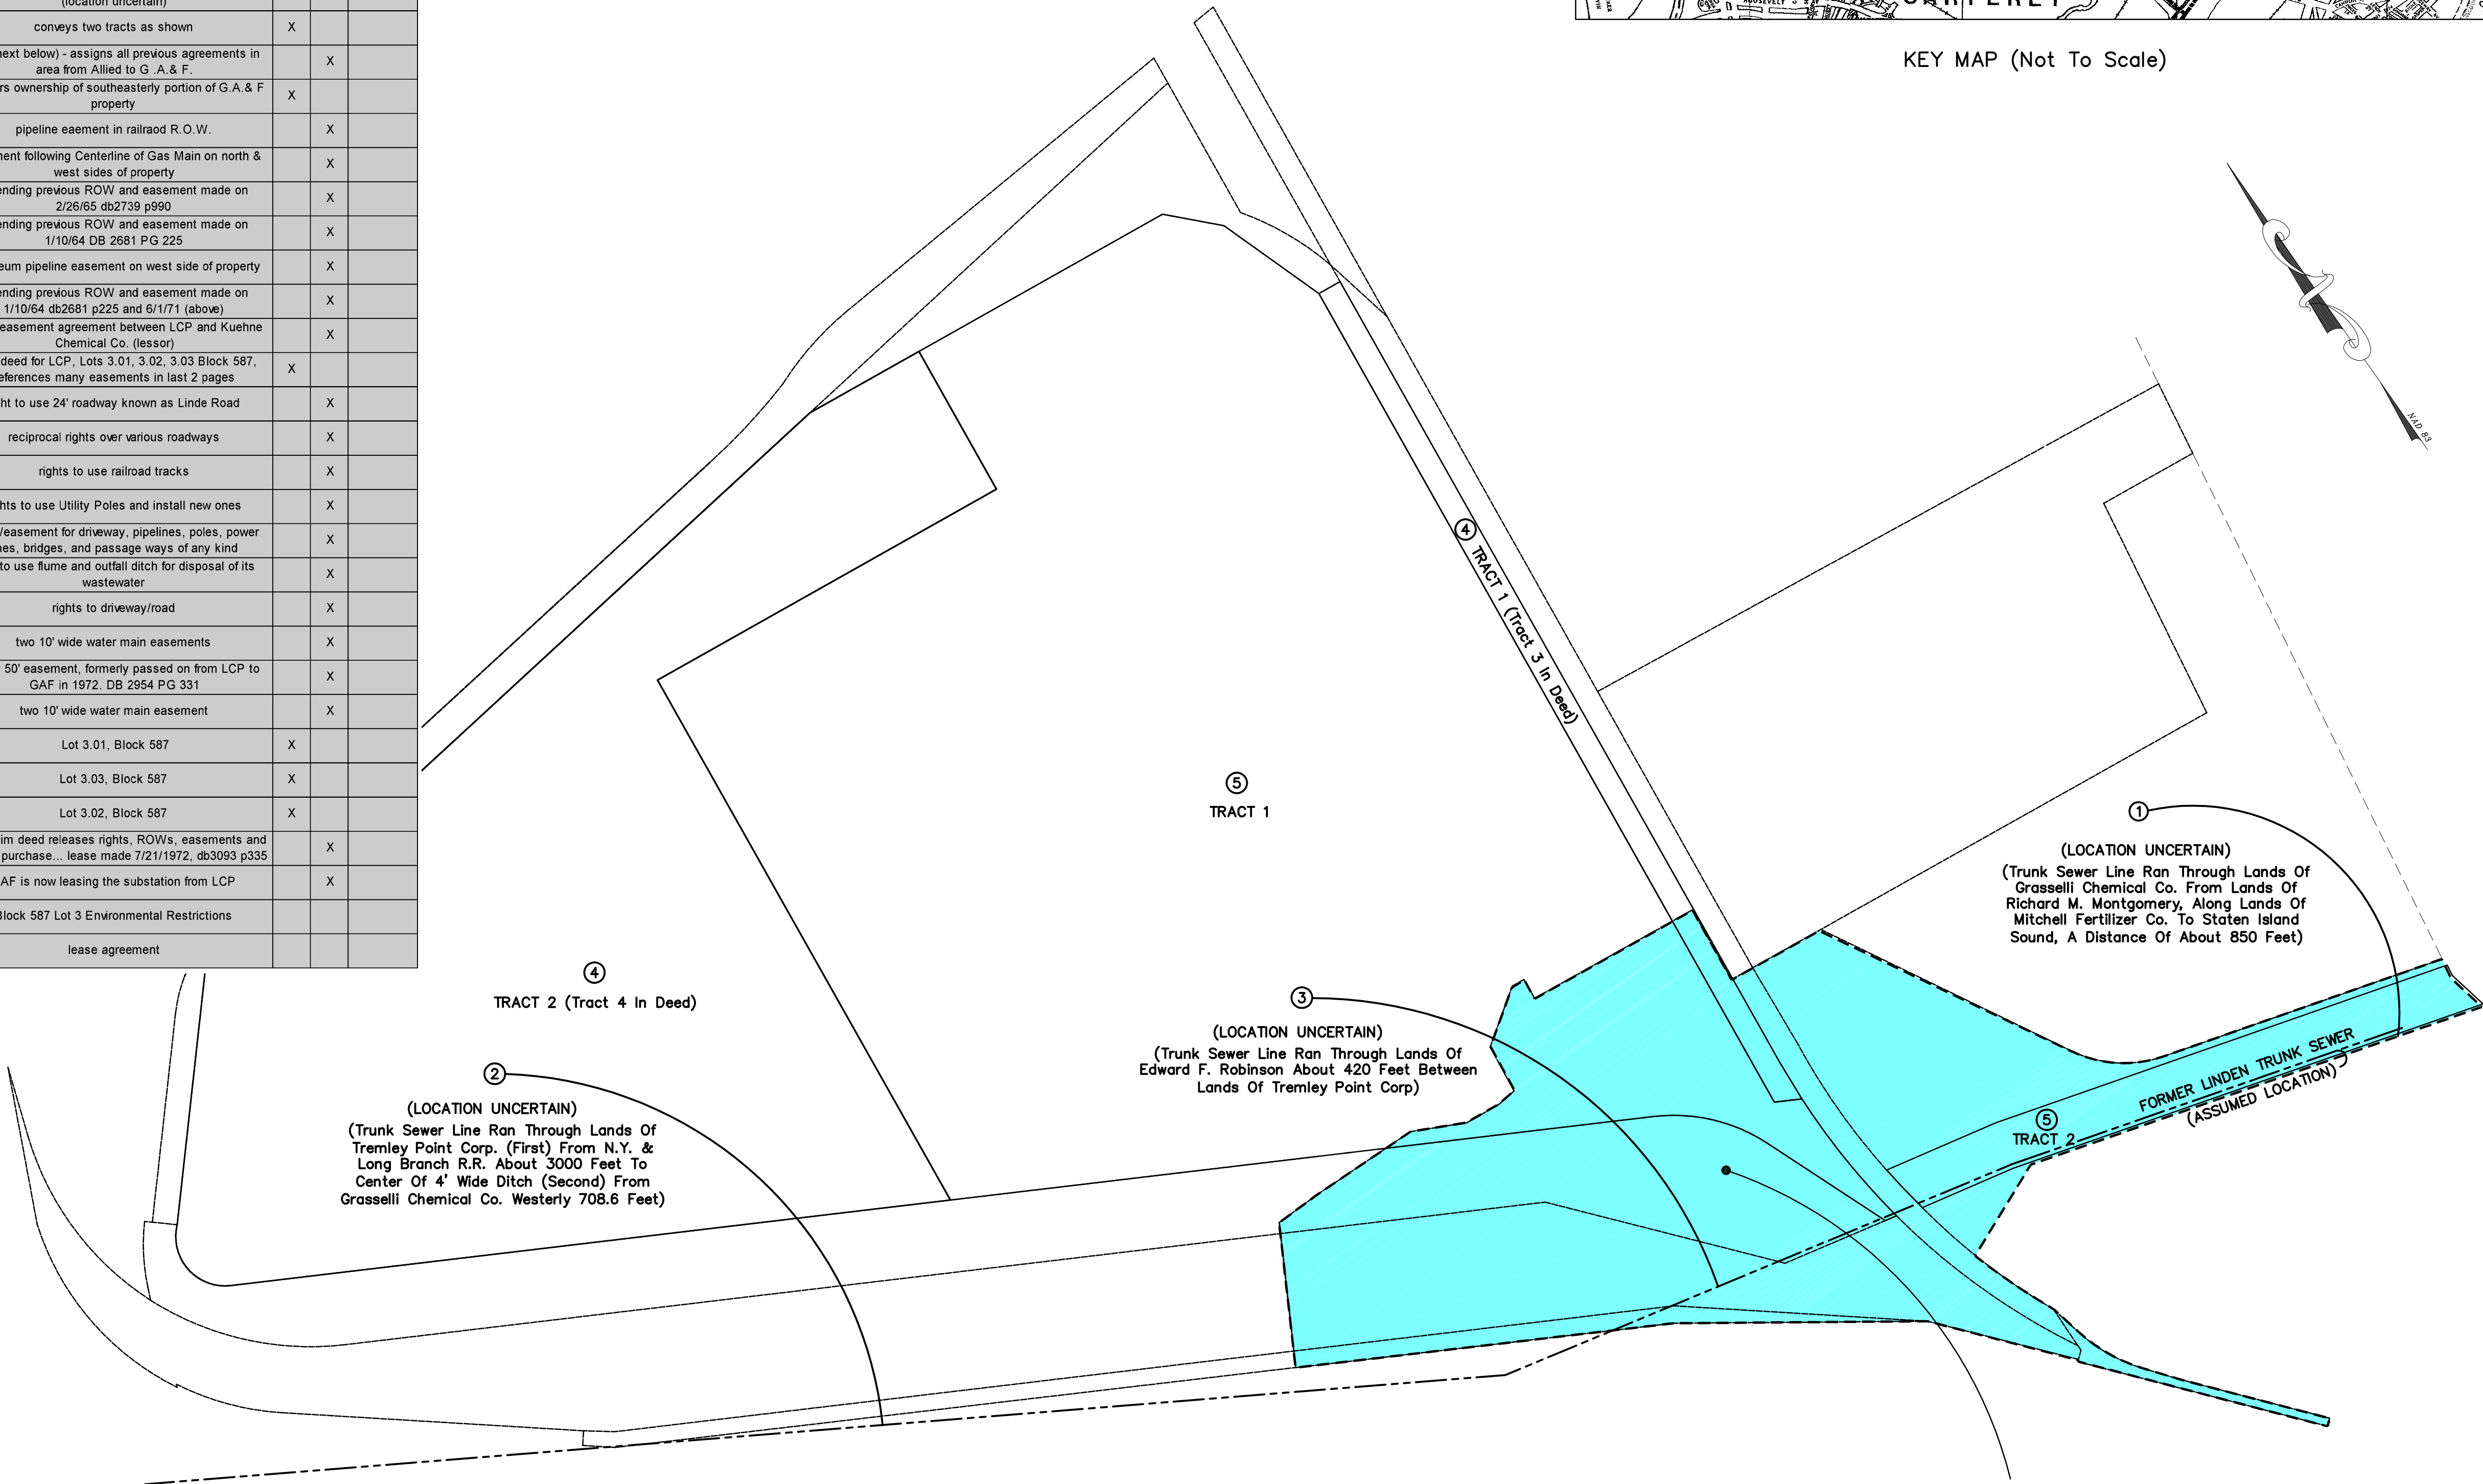 (location uncertain)
conveys two tracts as shown X
next below) - assigns all previous agreements in
area from Allied to G .A.& F. X
rs ownership of southeasterly portion of G.A.& F
property X
pipeline eaement in railraod R.O.W. X
ent following Centerline of Gas Main on north &
west sides of property X
ending previous ROW and easement made on
2/26/65 db2739 p990 X
ending previous ROW and easement made on
1/10/64 DB 2681 PG 225 X
eum pipeline easement on west side of property X
ending previous ROW and easement made on
1/10/64 db2681 p225 and 6/1/71 (above) X
easement agreement between LCP and Kuehne
Chemical Co. (lessor) X
deed for LCP, Lots 3.01, 3.02, 3.03 Block 587,
eferences many easements in last 2 pages X
ht to use 24' roadway known as Linde Road X
reciprocal rights over various roadways X
rights to use railroad tracks X
hts to use Utility Poles and install new ones X
/easement for driveway, pipelines, poles, power
nes, bridges, and passage ways of any kind X
to use flume and outfall ditch for disposal of its
wastewater X
rights to driveway/road X
two 10' wide water main easements X
50' easement, formerly passed on from LCP to
GAF in 1972. DB 2954 PG 331 X
two 10' wide water main easement X
Lot 3.01, Block 587 X
Lot 3.03, Block 587 X
Lot 3.02, Block 587 X
im deed releases rights, ROWs, easements and
purchase... lease made 7/21/1972, db3093 p335 X
AF is now leasing the substation from LCP X
Block 587 Lot 3 Environmental Restrictions
lease agreement
ROOSEVELT
CARTERET
KEY MAP (Not To Scale)
NAD 83
4 TRACT 1 (Tract 3 In Deed)
5
TRACT 1
1
(LOCATION UNCERTAIN)
(Trunk Sewer Line Ran Through Lands Of
Grasselli Chemical Co. From Lands Of
Richard M. Montgomery, Along Lands Of
Mitchell Fertilizer Co. To Staten Island
Sound, A Distance Of About 850 Feet)
4
TRACT 2 (Tract 4 In Deed)
3
(LOCATION UNCERTAIN)
(Trunk Sewer Line Ran Through Lands Of
Edward F. Robinson About 420 Feet Between
Lands Of Tremley Point Corp)
2
(LOCATION UNCERTAIN)
(Trunk Sewer Line Ran Through Lands Of
Tremley Point Corp. (First) From N.Y. &
Long Branch R.R. About 3000 Feet To
Center Of 4' Wide Ditch (Second) From
Grasselli Chemical Co. Westerly 708.6 Feet)
FORMER LINDEN TRUNK SEWER
(ASSUMED LOCATION)
5
TRACT 2